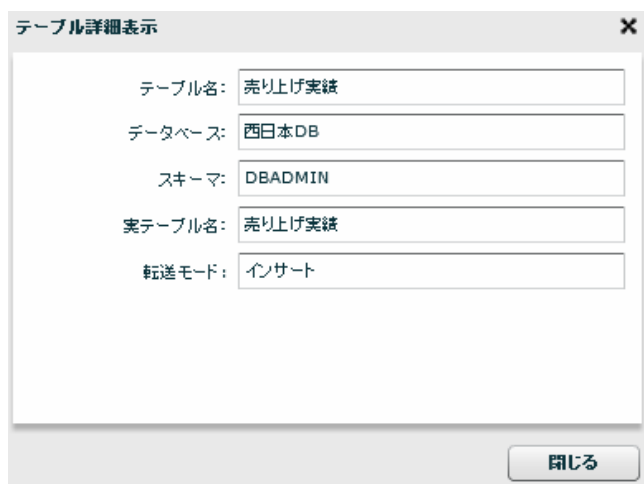 テーブル詳細表示
テーブル名: 売り上げ実績
データベース: 西日本DB
スキーマ: DBADMIN
実テーブル名: 売り上げ実績
転送モード: インサート
閉じる